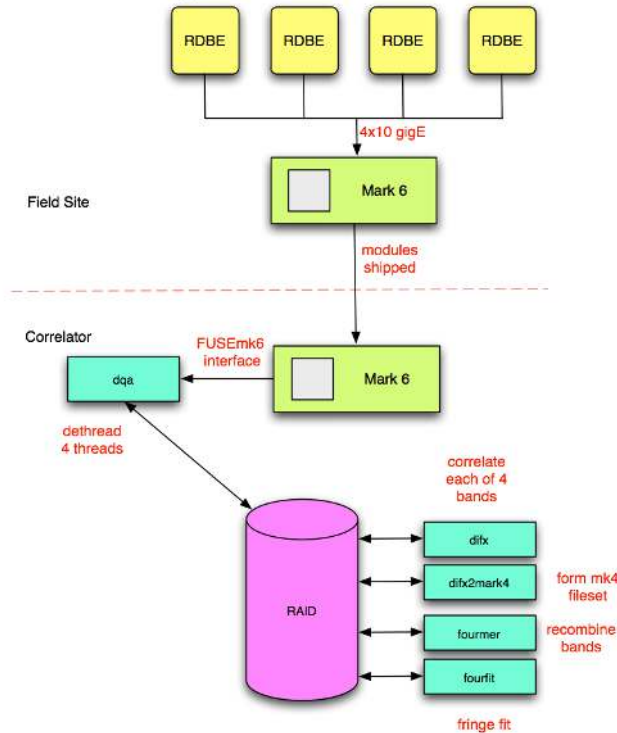 RDBE
RDBE
RDBE
RDBE
4x10 gigE
Mark 6
Field Site
modules
shipped
Correlator
FUSEmk6
interface
dqa
Mark 6
dethread
4 threads
correlate
each of 4
bands
difx
difx2mark4
form mk4
fileset
RAID
fourmer
recombine
bands
fourfit
fringe fit